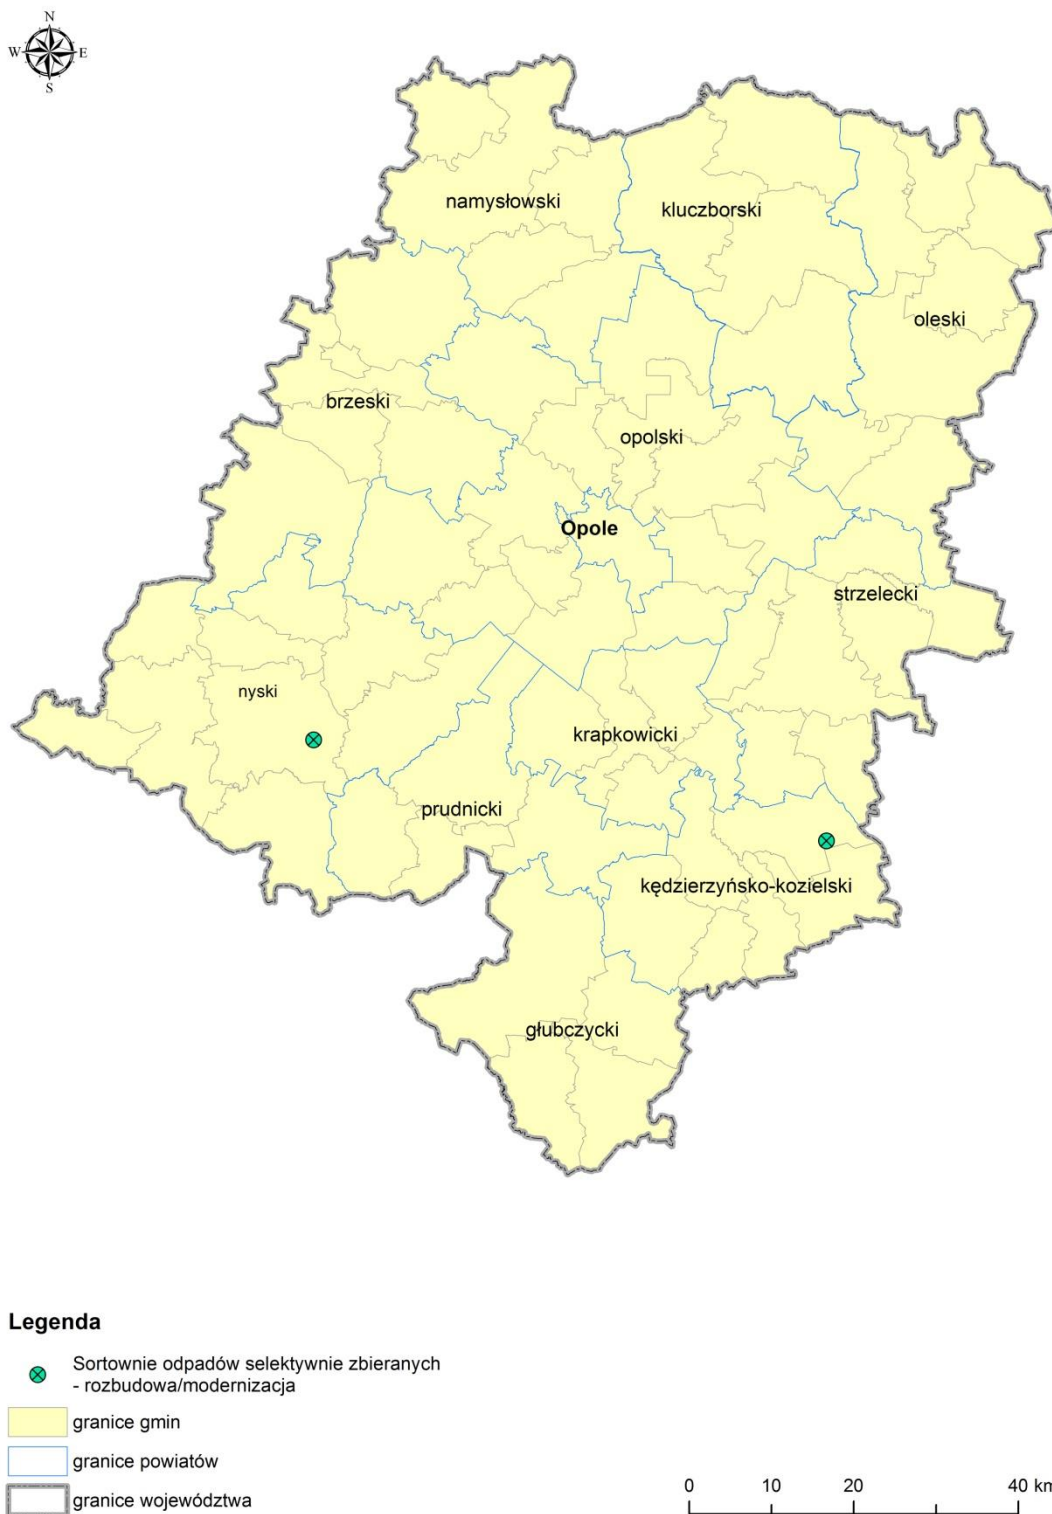 N
W E
S
namysłowski
kluczborski
oleski
brzeski
opolski
Opole
strzelecki
nyski
krapkowicki
prudnicki
kędzierzyńsko-kozielski
głubczycki
Legenda
Sortownie odpadów selektywnie zbieranych
- rozbudowa/modernizacja
granice gmin
granice powiatów
granice województwa
0 10 20 40 km